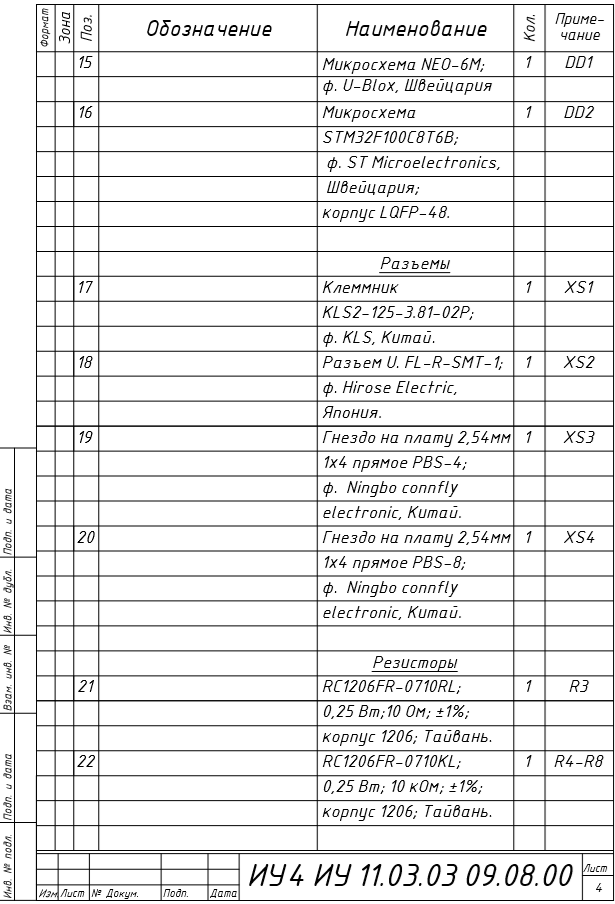 Формат Зона Поз. Обозначение Наименование Кол. Приме-
чание
15 Микросхема NEO-6M; 1 DD1
ф. U-Blox, Швейцария
16 Микросхема 1 DD2
STM32F100C8T6B;
ф. ST Microelectronics,
Швейцария;
корпус LQFP-48.
Разъемы
17 Клеммник 1 XS1
KLS2-125-3.81-02P;
ф. KLS, Китай.
18 Разъем U. FL-R-SMT-1; 1 XS2
ф. Hirose Electric,
Япония.
19 Гнездо на плату 2,54мм 1 XS3
1х4 прямое PBS-4;
ф. Ningbo connfly
electronic, Китай.
20 Гнездо на плату 2,54мм 1 XS4
1х4 прямое PBS-8;
ф. Ningbo connfly
electronic, Китай.
Резисторы
21 RC1206FR-0710RL; 1 R3
0,25 Вт;10 Ом; ±1%;
корпус 1206; Тайвань.
22 RC1206FR-0710KL; 1 R4-R8
0,25 Вт; 10 кОм; ±1%;
корпус 1206; Тайвань.
Подп. и дата
Инв. № дубл.
Взам. инв. №
Подп. и дата
Инв. № подл.
Изм Лист № Докум. Подп. Дата
ИУ4 ИУ 11.03.03 09.08.00
Лист
4